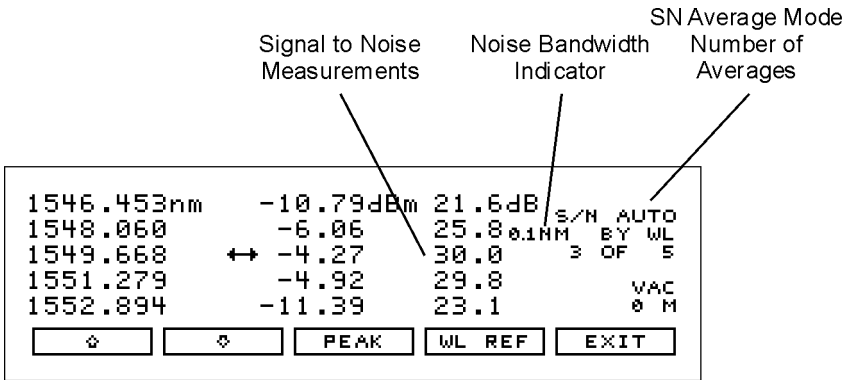 SN Average Mode
Signal to Noise Noise Bandwidth Number of
Measurements Indicator Averages
1546.453nm -10.79dBm 21.6dB S/N AUTO
1548.060 -6.06 25.8 0.1NM BY WL
1549.668 ↔ -4.27 30.0 3 OF 5
1551.279 -4.92 29.8 VAC
1552.894 -11.39 23.1 0 M
PEAK WL REF EXIT